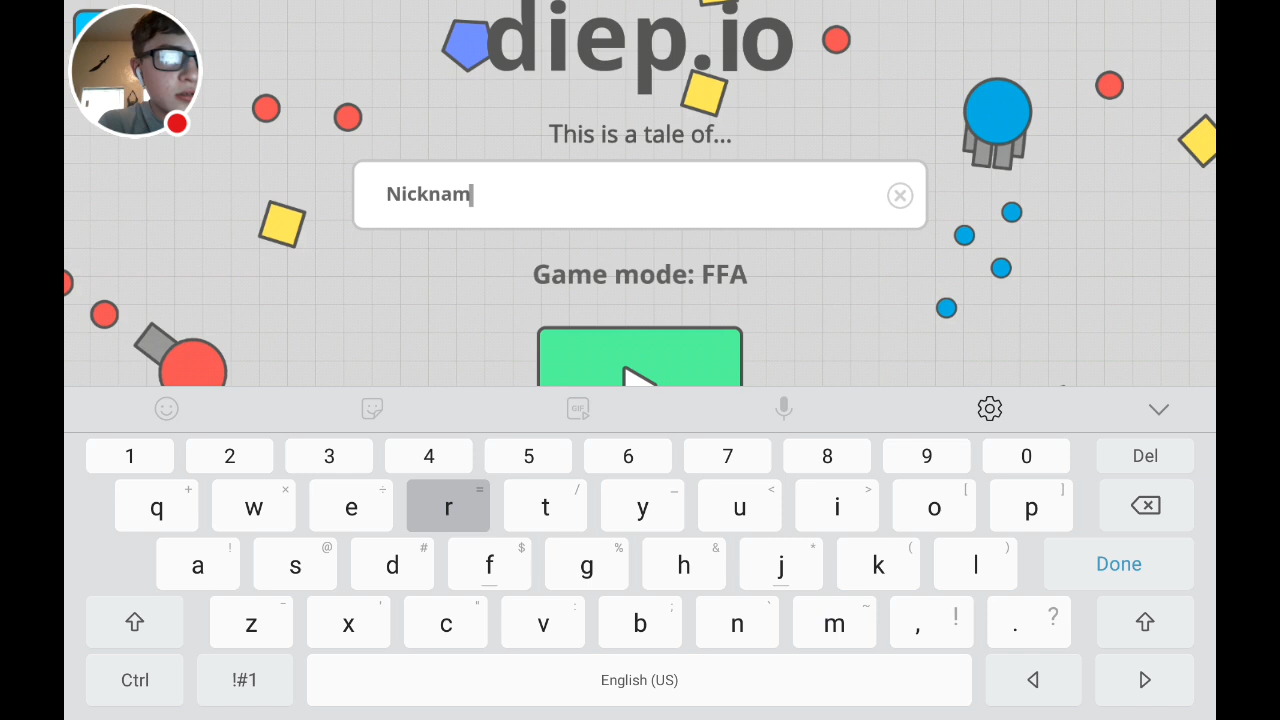 diep.io
This is a tale of...
Nicknam
Game mode: FFA
GIF
1 2 3 4 5 6 7 8 9 0 Del
+ × ÷ = / _ < > [ ]
q w e r t y u i o p
! @ # $ % & * ( )
a s d f g h j k l Done
- ' " : ; ` ~ ! ?
z x c v b n m , .
Ctrl !#1 English (US)